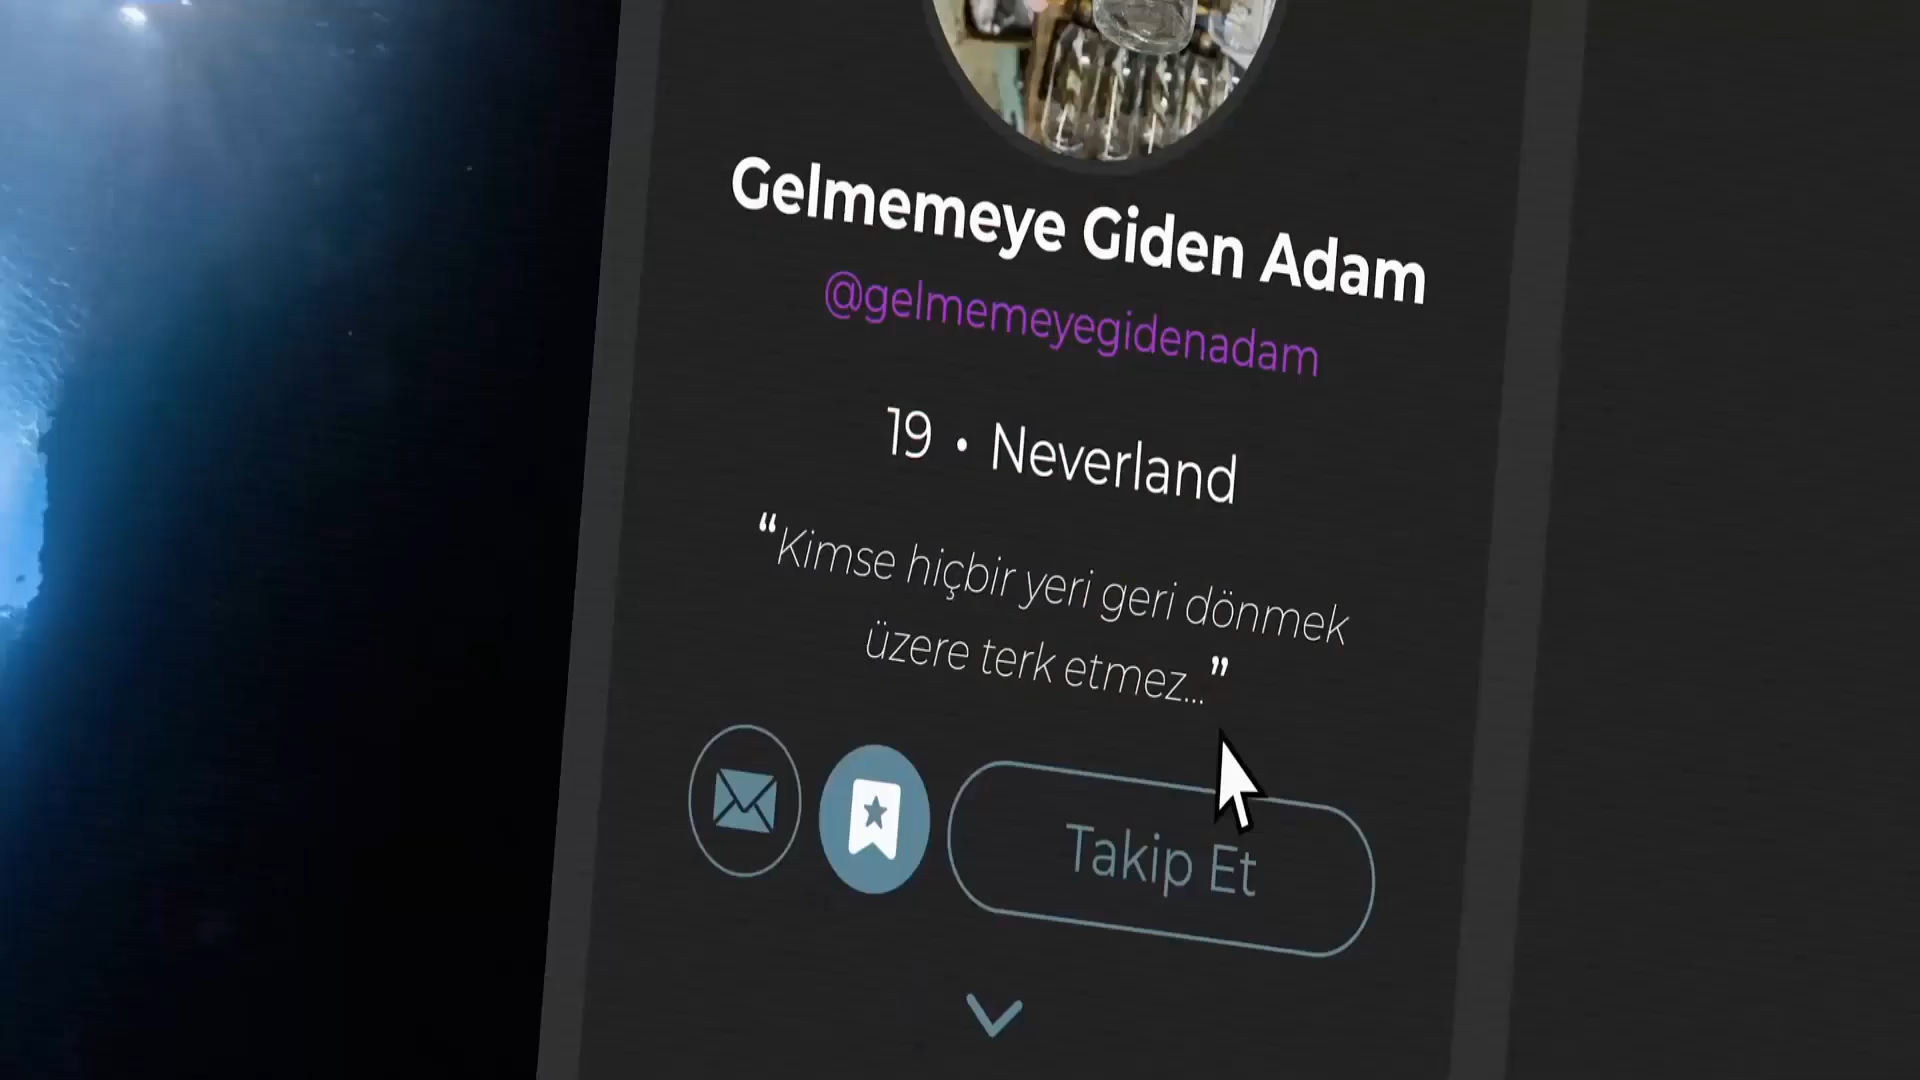 Gelmemeye Giden Adam
@gelmemeyegidenadam
19 • Neverland
“Kimse hiçbir yeri geri dönmek
üzere terk etmez...”
Takip Et